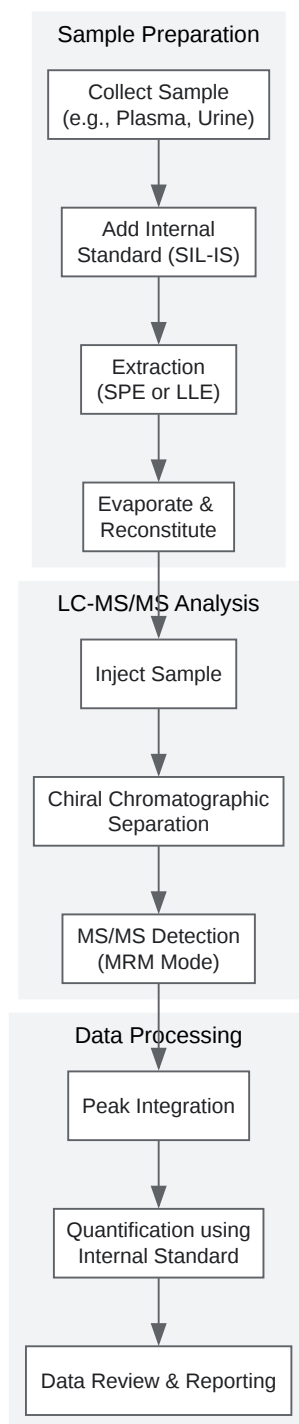 Sample Preparation
Collect Sample
(e.g., Plasma, Urine)
Add Internal
Standard (SIL-IS)
Extraction
(SPE or LLE)
Evaporate &
Reconstitute
LC-MS/MS Analysis
Inject Sample
Chiral Chromatographic
Separation
MS/MS Detection
(MRM Mode)
Data Processing
Peak Integration
Quantification using
Internal Standard
Data Review & Reporting